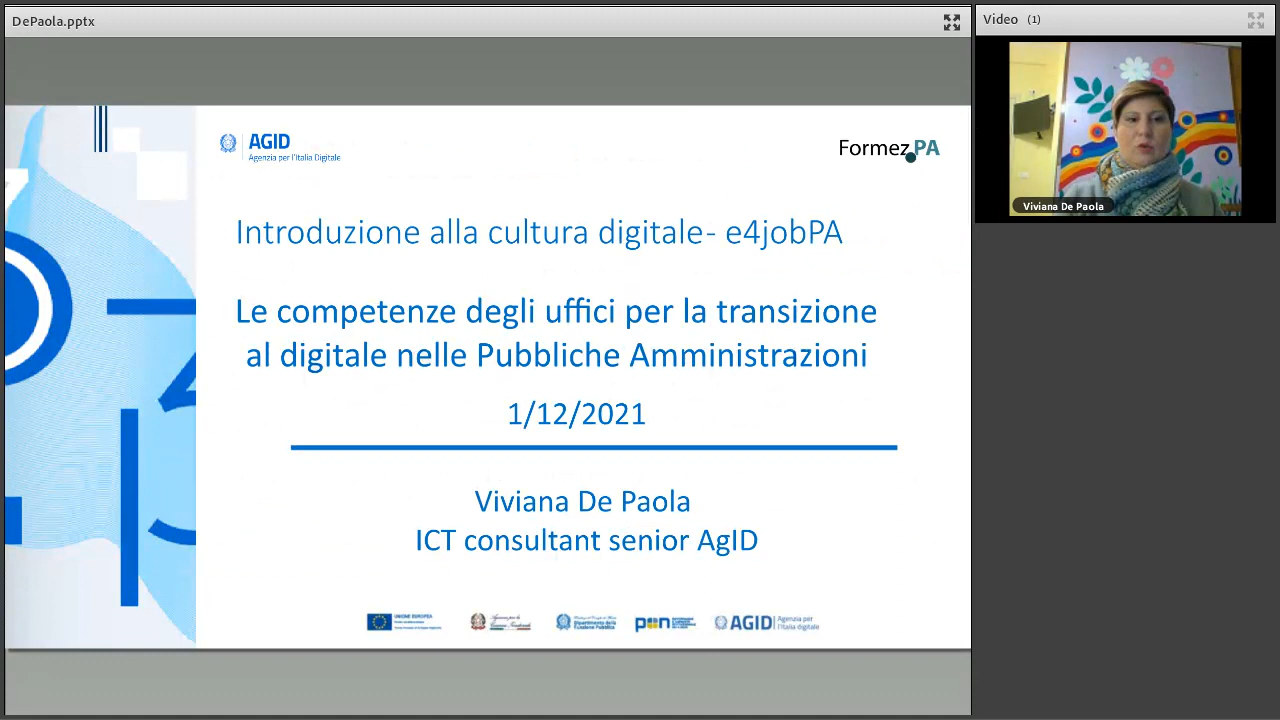 DePaola.pptx
Video (1)
Viviana De Paola
AGID
Agenzia per l'Italia Digitale
Formez PA
Introduzione alla cultura digitale- e4jobPA
Le competenze degli uffici per la transizione
al digitale nelle Pubbliche Amministrazioni
1/12/2021
Viviana De Paola
ICT consultant senior AgID
UNIONE EUROPEA
pon
AGID Agenzia per
l'Italia digitale